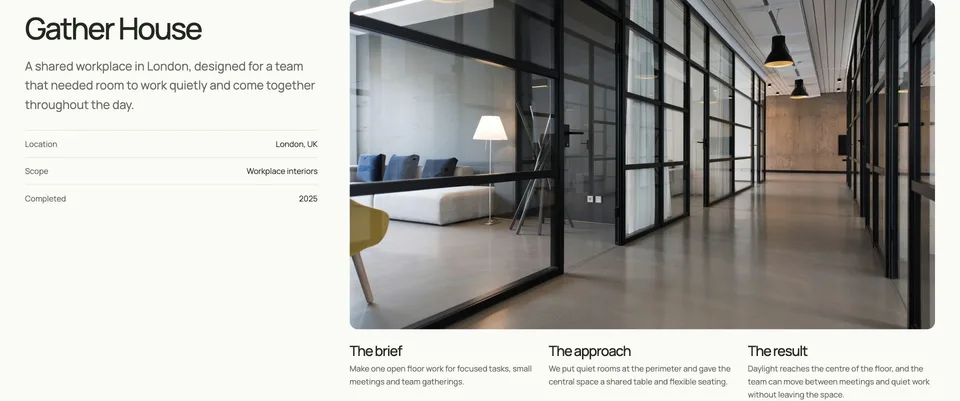 Gather House
A shared workplace in London, designed for a team
that needed room to work quietly and come together
throughout the day.
Location London, UK
Scope Workplace interiors
Completed 2025
The brief
Make one open floor work for focused tasks, small
meetings and team gatherings.
The approach
We put quiet rooms at the perimeter and gave the
central space a shared table and flexible seating.
The result
Daylight reaches the centre of the floor, and the
team can move between meetings and quiet work
without leaving the space.